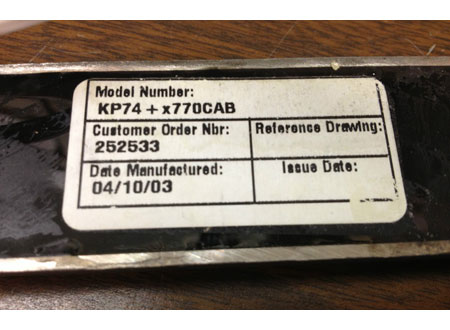 Model Number:
KP74 + x770CAB
Customer Order Nbr:
252533
Reference Drawing:
Date Manufactured:
04/10/03
Issue Date: